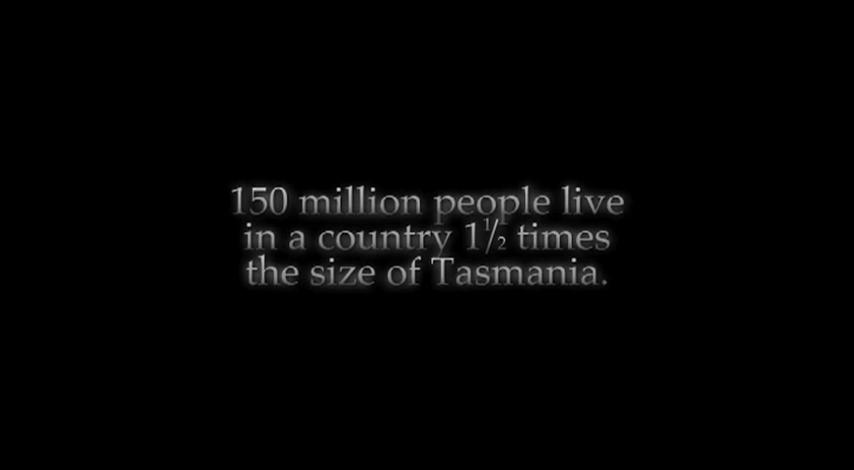 150 million people live
in a country 1½ times
the size of Tasmania.